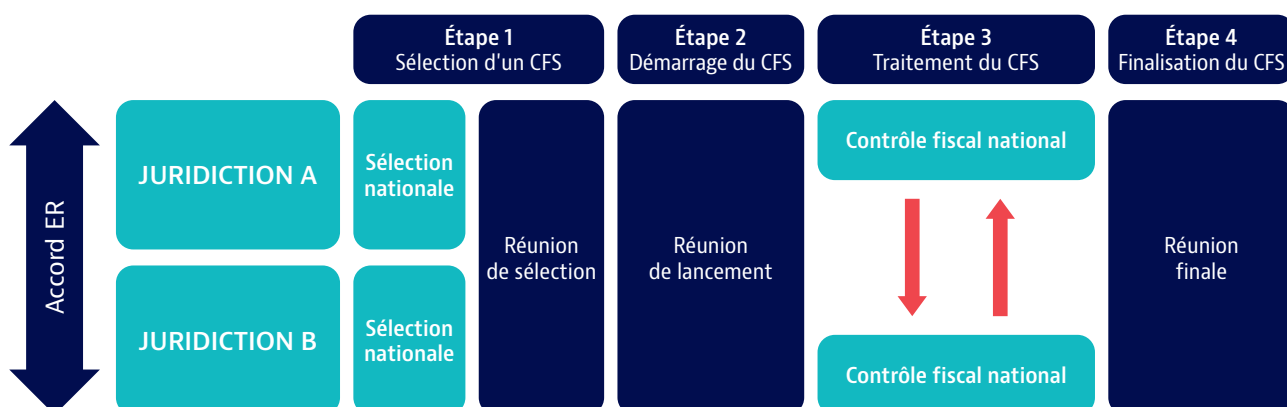 Étape 1
Sélection d'un CFS
Étape 2
Démarrage du CFS
Étape 3
Traitement du CFS
Étape 4
Finalisation du CFS
Accord ER
JURIDICTION A
Sélection
nationale
JURIDICTION B
Sélection
nationale
Réunion
de sélection
Réunion
de lancement
Contrôle fiscal national
Contrôle fiscal national
Réunion
finale